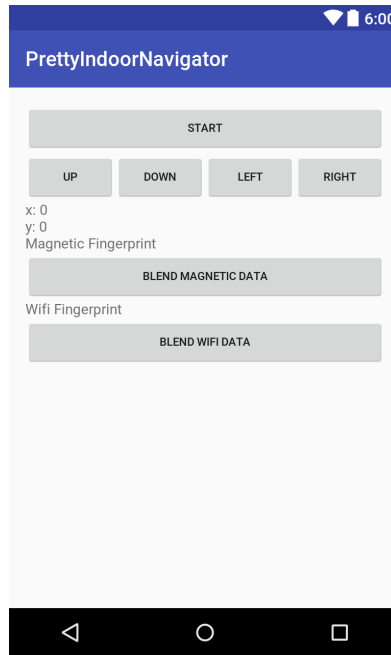 6:00
PrettyIndoorNavigator
START
UP DOWN LEFT RIGHT
x: 0
y: 0
Magnetic Fingerprint
BLEND MAGNETIC DATA
Wifi Fingerprint
BLEND WIFI DATA